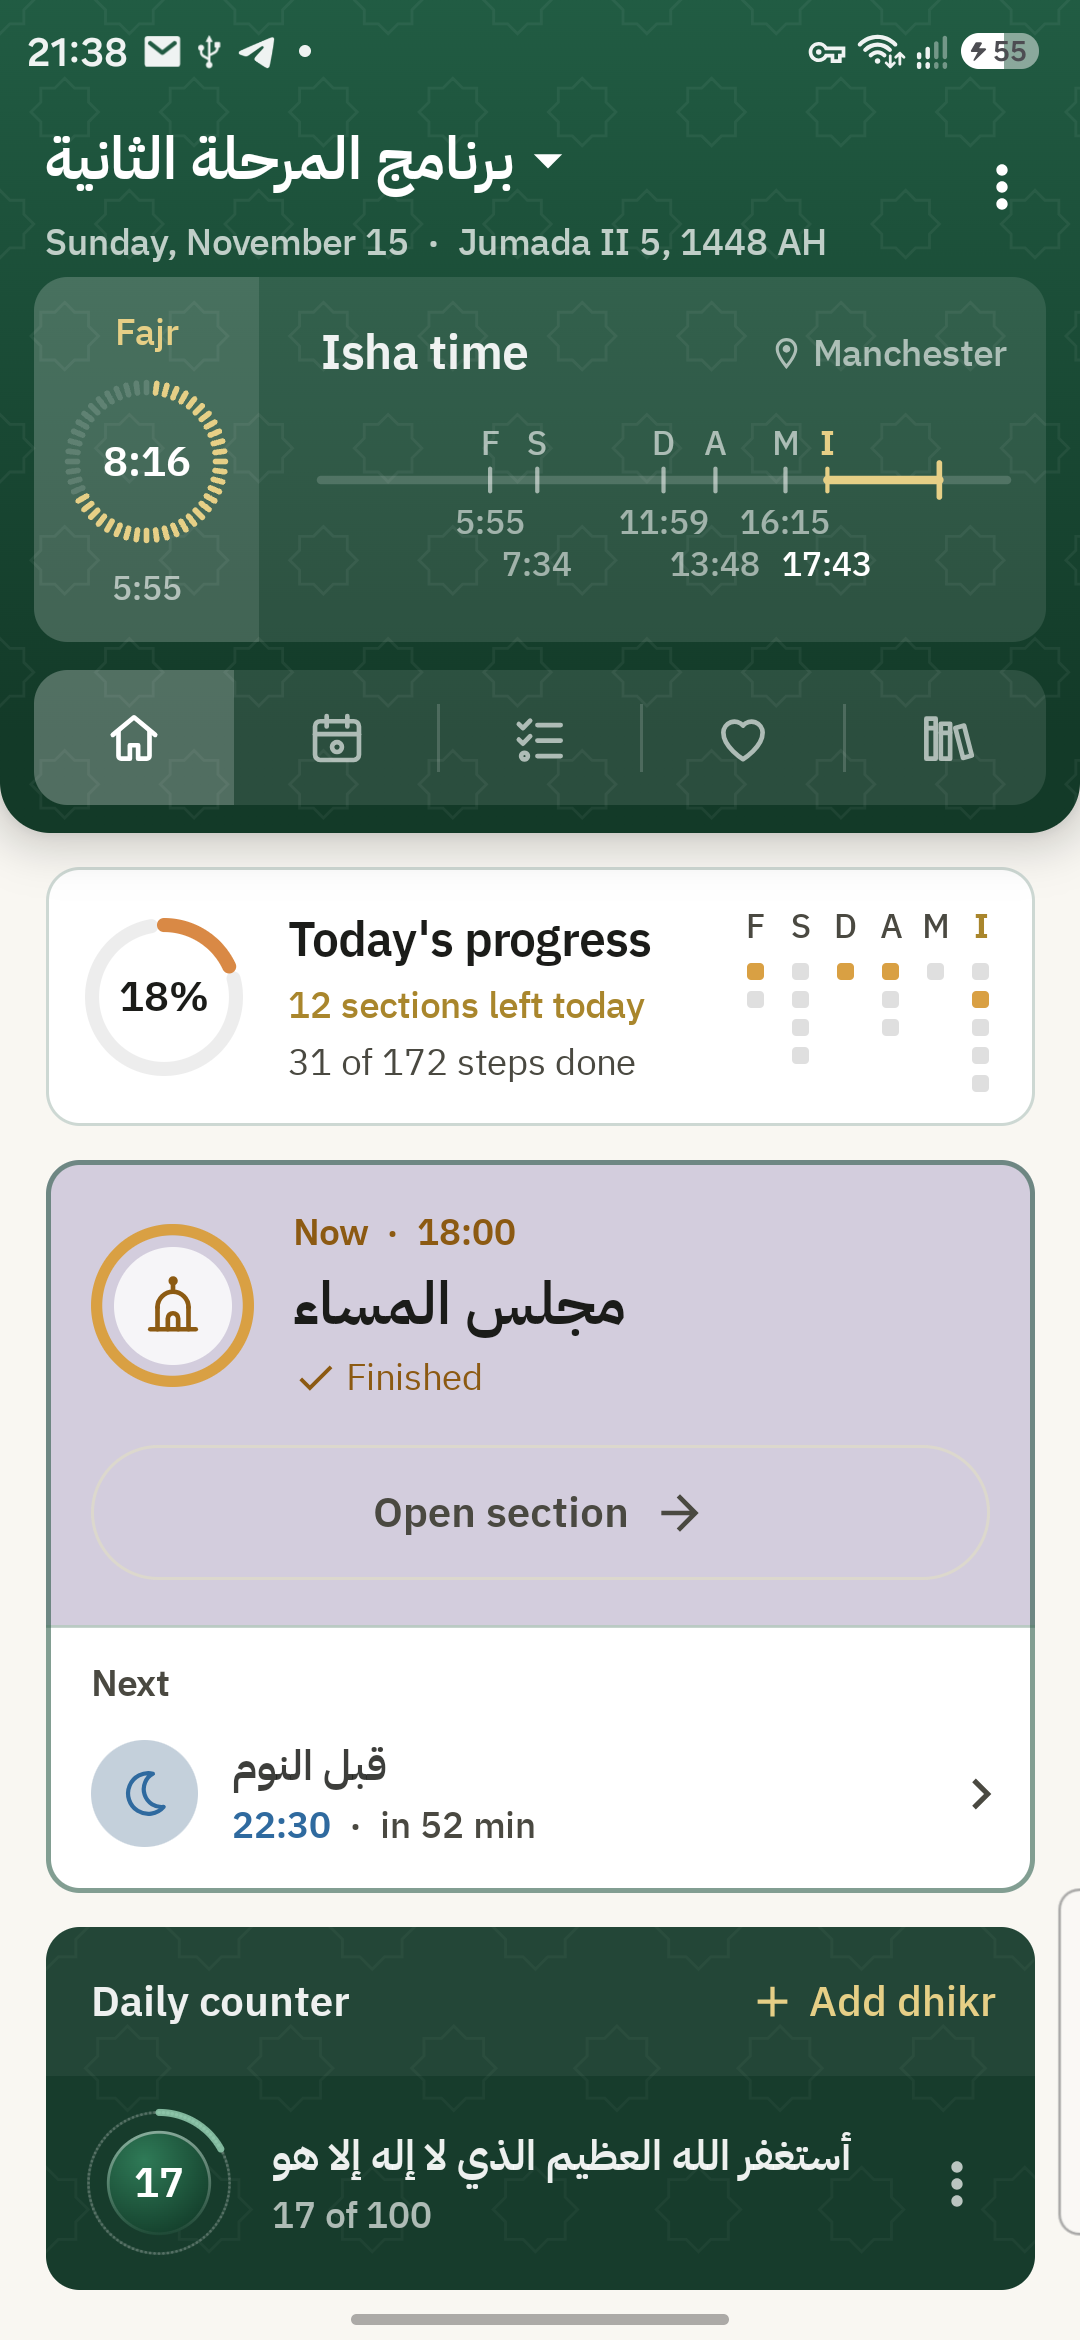 21:38
55
برنامج المرحلة الثانية
Sunday, November 15 · Jumada II 5, 1448 AH
Fajr
8:16
5:55
Isha time
Manchester
F S D A M I
5:55 11:59 16:15
7:34 13:48 17:43
18%
Today's progress
12 sections left today
31 of 172 steps done
F S D A M I
Now · 18:00
مجلس المساء
Finished
Open section
Next
قبل النوم
22:30 · in 52 min
Daily counter
Add dhikr
17
أستغفر الله العظيم الذي لا إله إلا هو
17 of 100